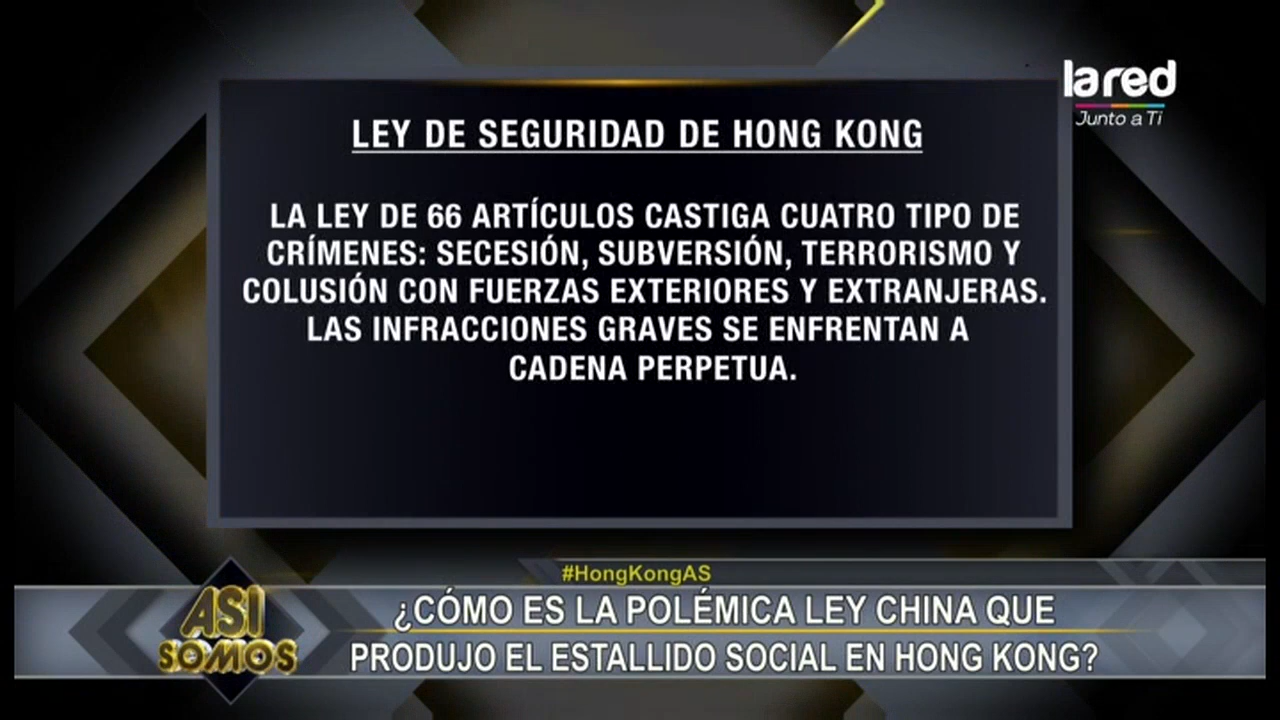 la red
Junto a Ti
LEY DE SEGURIDAD DE HONG KONG
LA LEY DE 66 ARTÍCULOS CASTIGA CUATRO TIPO DE
CRÍMENES: SECESIÓN, SUBVERSIÓN, TERRORISMO Y
COLUSIÓN CON FUERZAS EXTERIORES Y EXTRANJERAS.
LAS INFRACCIONES GRAVES SE ENFRENTAN A
CADENA PERPETUA.
#HongKongAS
ASI
SOMOS
¿CÓMO ES LA POLÉMICA LEY CHINA QUE
PRODUJO EL ESTALLIDO SOCIAL EN HONG KONG?